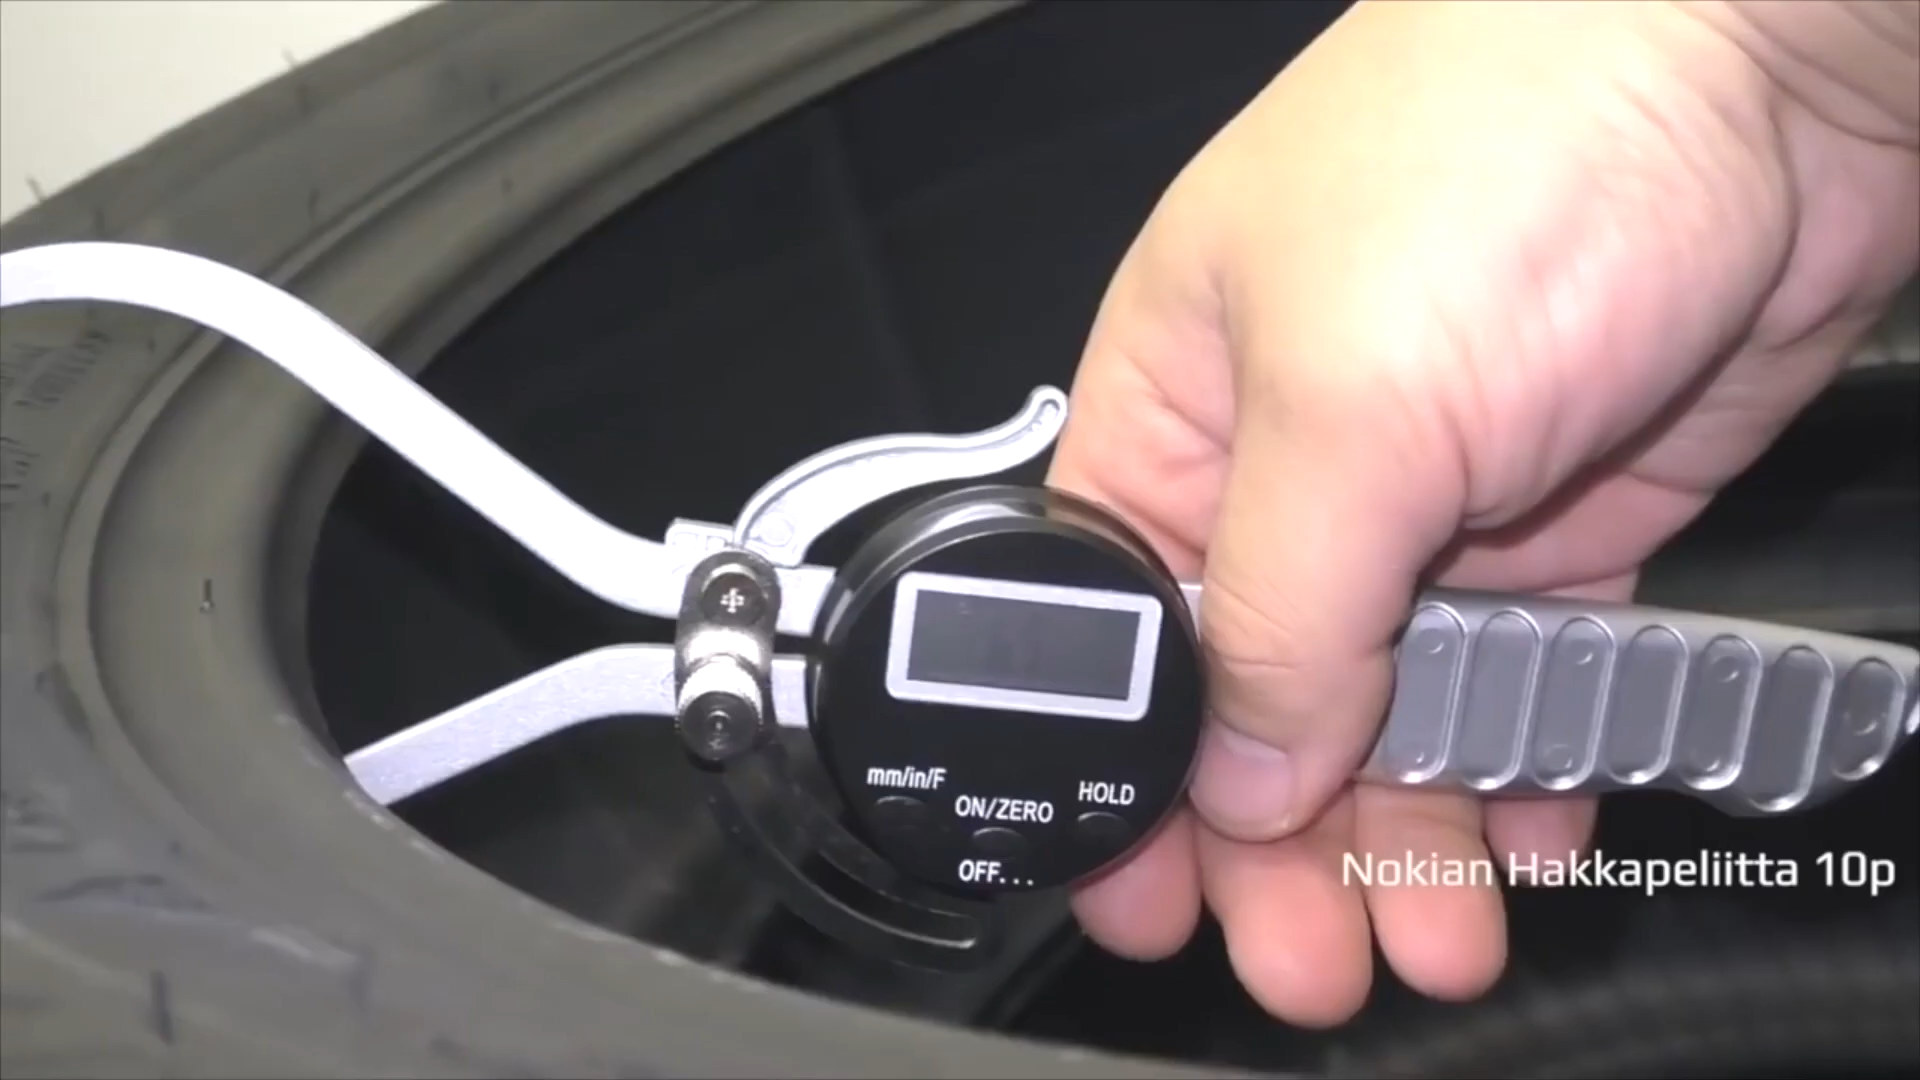 mm/in/F
ON/ZERO
HOLD
OFF...
Nokian Hakkapeliitta 10p